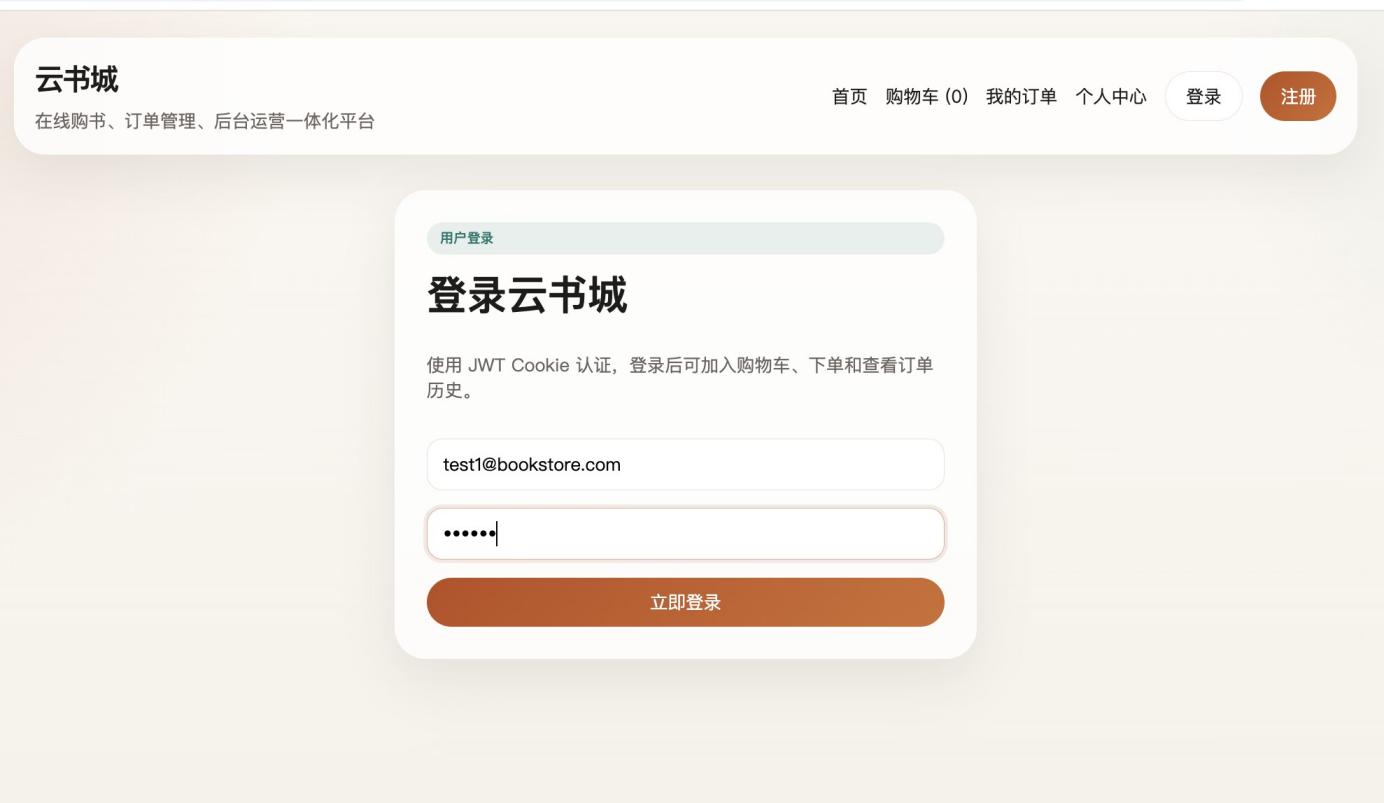 云书城
在线购书、订单管理、后台运营一体化平台
首页 购物车 (0) 我的订单 个人中心 登录 注册
用户登录
登录云书城
使用 JWT Cookie 认证，登录后可加入购物车、下单和查看订单
历史。
test1@bookstore.com
••••••
立即登录